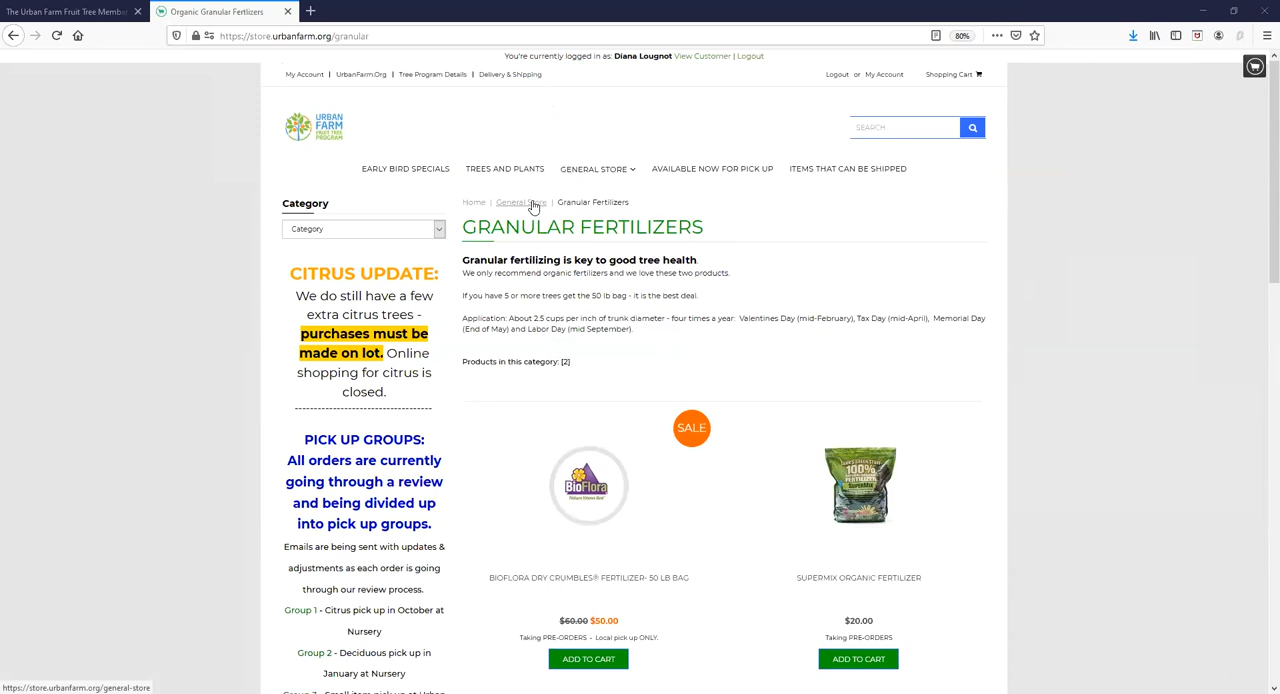 The Urban Farm Fruit Tree Membe
Organic Granular Fertlizers
https://store.urbanfarm.org/granular
80%
You're currently logged in as: Diana Lougnot View Customer | Logout
My Account | UrbanFarm.Org | Tree Program Details | Delivery & Shipping
Logout or My Account Shopping Cart
URBAN
FARM
FRUIT TREE
PROGRAM
SEARCH
EARLY BIRD SPECIALS TREES AND PLANTS GENERAL STORE AVAILABLE NOW FOR PICK UP ITEMS THAT CAN BE SHIPPED
Category
Category
CITRUS UPDATE:
We do still have a few
extra citrus trees -
purchases must be
made on lot. Online
shopping for citrus is
closed.
-----------------------------------
PICK UP GROUPS:
All orders are currently
going through a review
and being divided up
into pick up groups.
Emails are being sent with updates &
adjustments as each order is going
through our review process.
Group 1 - Citrus pick up in October at
Nursery
Group 2 - Deciduous pick up in
January at Nursery
Home | General Store | Granular Fertilizers
GRANULAR FERTILIZERS
Granular fertilizing is key to good tree health.
We only recommend organic fertilizers and we love these two products.
If you have 5 or more trees get the 50 lb bag - it is the best deal.
Application: About 2.5 cups per inch of trunk diameter - four times a year: Valentines Day (mid-February), Tax Day (mid-April), Memorial Day
(End of May) and Labor Day (mid September).
Products in this category: [2]
SALE
BioFlora
100%
FERTILIZER
SUPERMIX
BIOFLORA DRY CRUMBLES® FERTILIZER- 50 LB BAG
$60.00 $50.00
Taking PRE-ORDERS - Local pick up ONLY.
ADD TO CART
SUPERMIX ORGANIC FERTILIZER
$20.00
Taking PRE-ORDERS
ADD TO CART
https://store.urbanfarm.org/general-store